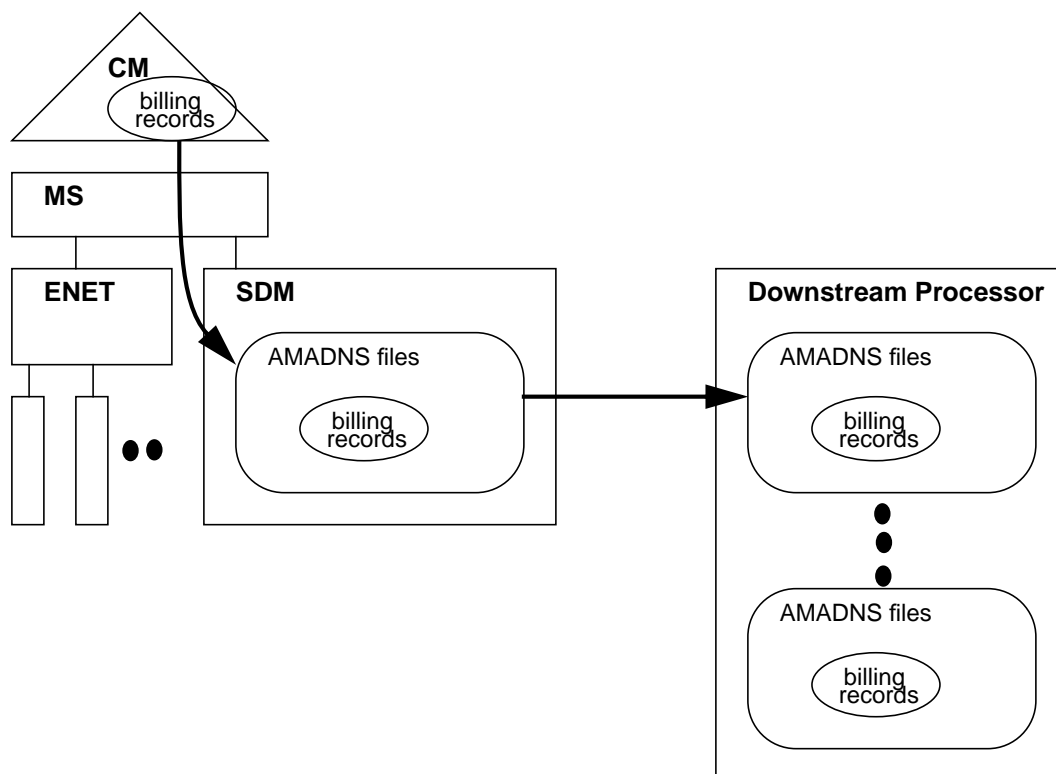 CM
billing
records
MS
ENET
SDM
Downstream Processor
AMADNS files
AMADNS files
billing
records
billing
records
AMADNS files
billing
records